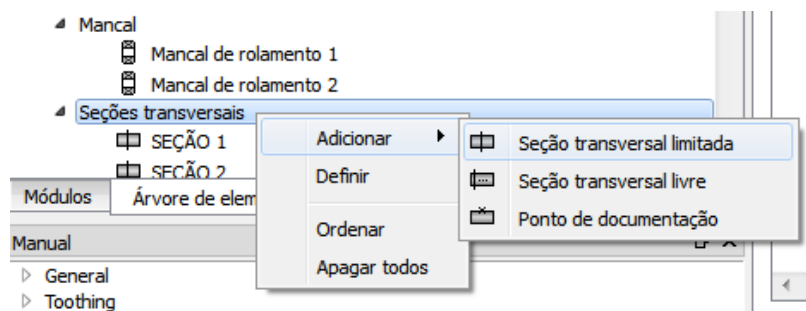 Mancal
Mancal de rolamento 1
Mancal de rolamento 2
Seções transversais
SEÇÃO 1
SEÇÃO 2
Adicionar
Definir
Ordenar
Apagar todos
Seção transversal limitada
Seção transversal livre
Ponto de documentação
Módulos
Árvore de elem
Manual
General
Toothing